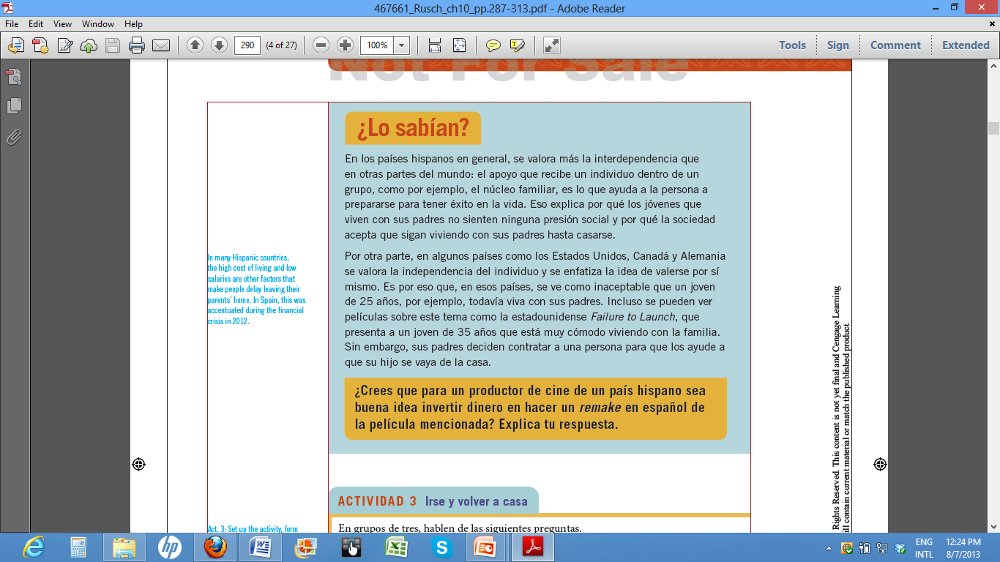 467661_Rusch_ch10_pp.287-313.pdf - Adobe Reader
File Edit View Window Help
290 (4 of 27) 100% Tools Sign Comment Extended
Not For Sale
¿Lo sabían?
En los países hispanos en general, se valora más la interdependencia que
en otras partes del mundo: el apoyo que recibe un individuo dentro de un
grupo, como por ejemplo, el núcleo familiar, es lo que ayuda a la persona a
prepararse para tener éxito en la vida. Eso explica por qué los jóvenes que
viven con sus padres no sienten ninguna presión social y por qué la sociedad
acepta que sigan viviendo con sus padres hasta casarse.
Por otra parte, en algunos países como los Estados Unidos, Canadá y Alemania
se valora la independencia del individuo y se enfatiza la idea de valerse por sí
mismo. Es por eso que, en esos países, se ve como inaceptable que un joven
de 25 años, por ejemplo, todavía viva con sus padres. Incluso se pueden ver
películas sobre este tema como la estadounidense Failure to Launch, que
presenta a un joven de 35 años que está muy cómodo viviendo con la familia.
Sin embargo, sus padres deciden contratar a una persona para que los ayude a
que su hijo se vaya de la casa.
In many Hispanic countries,
the high cost of living and low
salaries are other factors that
make people delay leaving their
parents' home. In Spain, this was
accentuated during the financial
crisis in 2012.
¿Crees que para un productor de cine de un país hispano sea
buena idea invertir dinero en hacer un remake en español de
la película mencionada? Explica tu respuesta.
Rights Reserved. This content is not yet final and Cengage Learning
ill contain current material or match the published product.
ACTIVIDAD 3 Irse y volver a casa
Act. 3: Set up the activity, form
En grupos de tres, hablen de las siguientes preguntas.
ENG 12:24 PM
INTL 8/7/2013